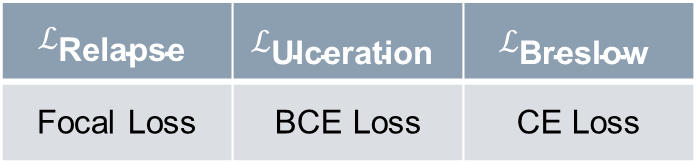 ℒRelapse ℒUlceration ℒBreslow
Focal Loss BCE Loss CE Loss